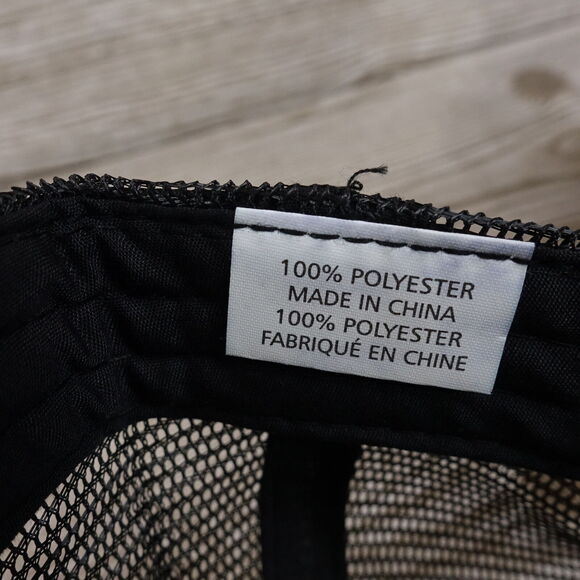 100% POLYESTER
MADE IN CHINA
100% POLYESTER
FABRIQUÉ EN CHINE